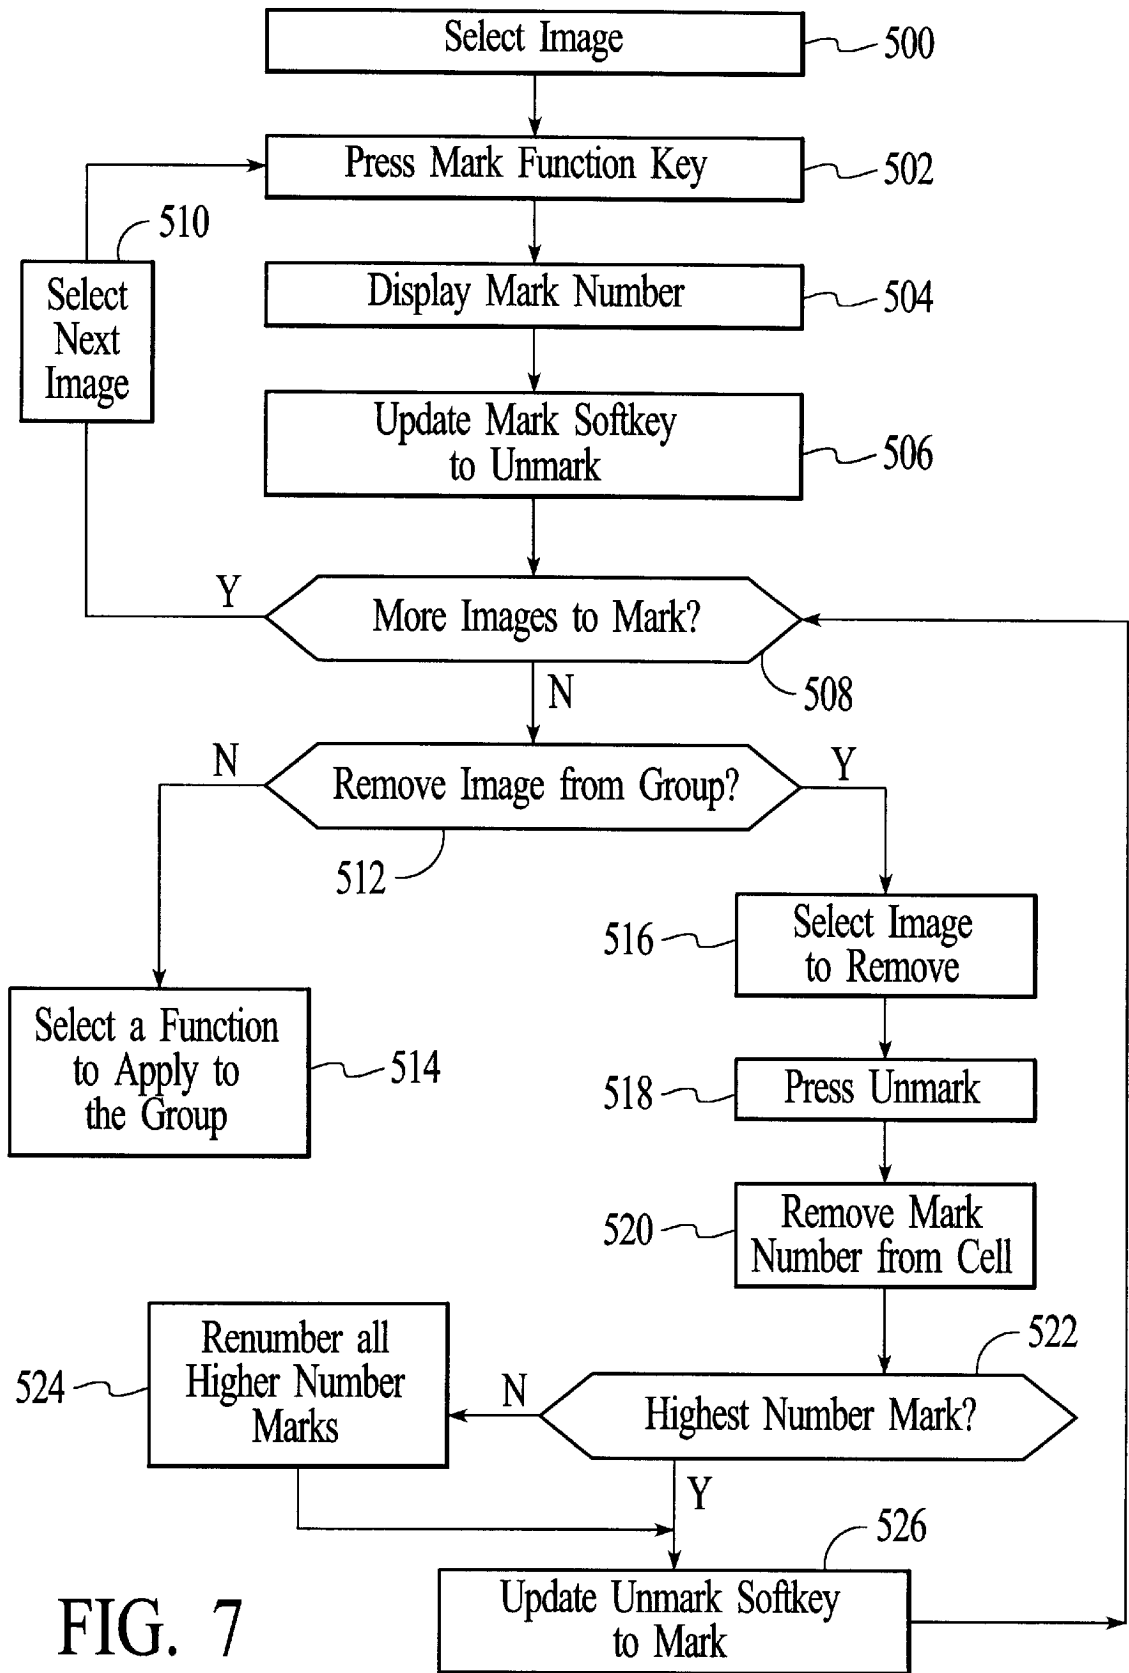 Select Image
500
Press Mark Function Key
502
510
Select
Next
Image
Display Mark Number
504
Update Mark Softkey
to Unmark
506
Y
More Images to Mark?
508
N
N
Remove Image from Group?
Y
512
516
Select Image
to Remove
Select a Function
to Apply to
the Group
514
518
Press Unmark
520
Remove Mark
Number from Cell
522
524
Renumber all
Higher Number
Marks
N
Highest Number Mark?
Y
526
Update Unmark Softkey
to Mark
FIG. 7